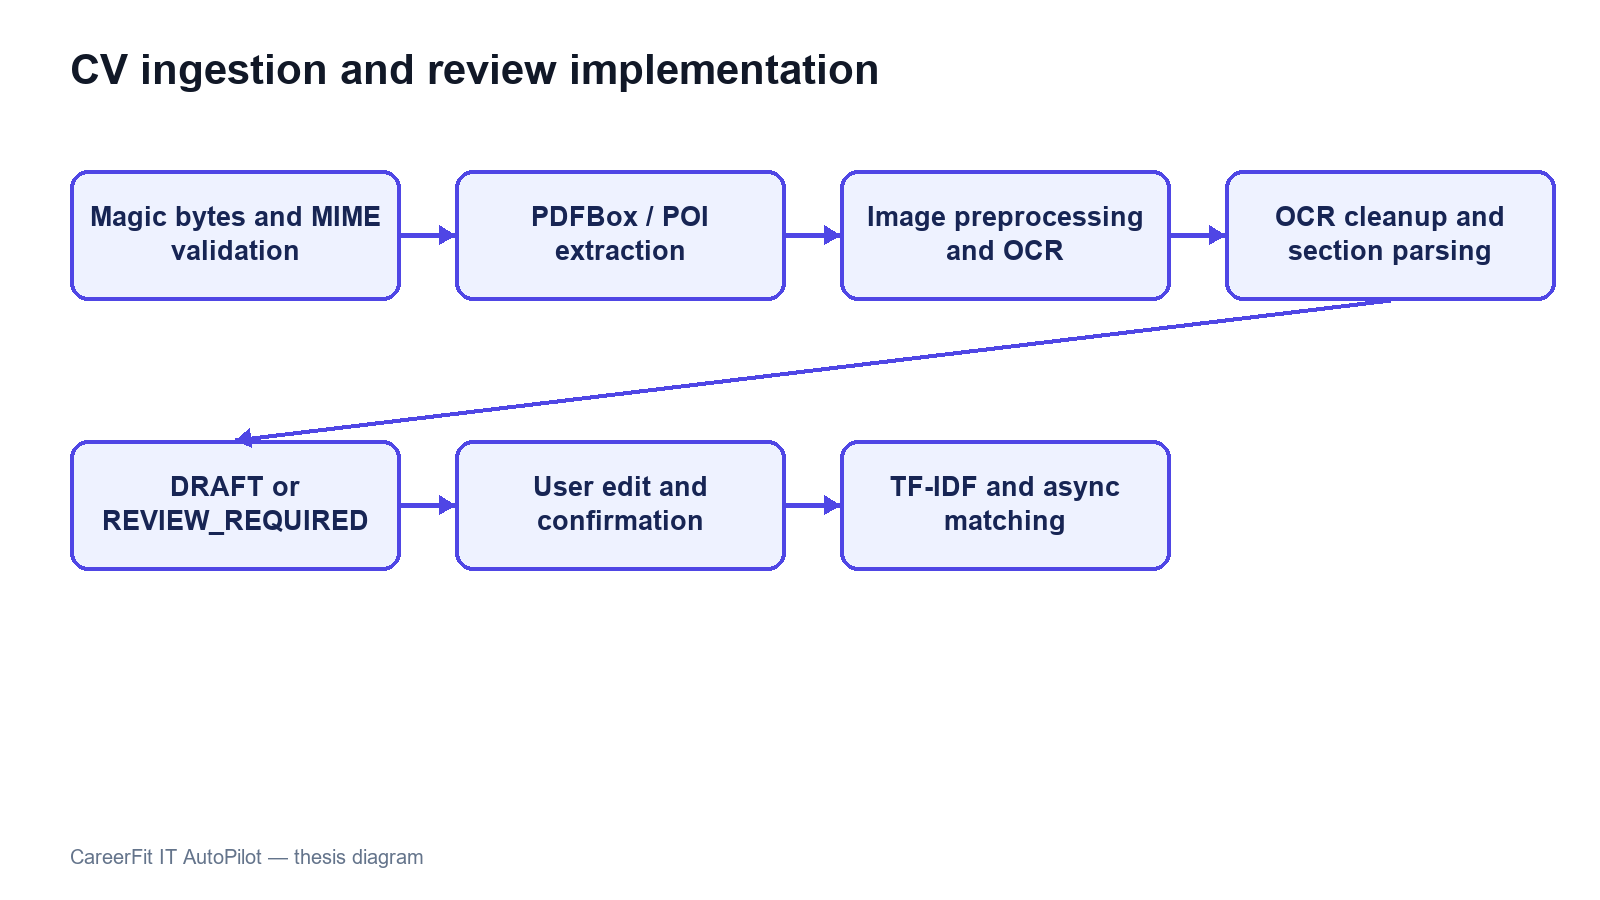 CV ingestion and review implementation
Magic bytes and MIME
validation
PDFBox / POI
extraction
Image preprocessing
and OCR
OCR cleanup and
section parsing
DRAFT or
REVIEW_REQUIRED
User edit and
confirmation
TF-IDF and async
matching
CareerFit IT AutoPilot — thesis diagram